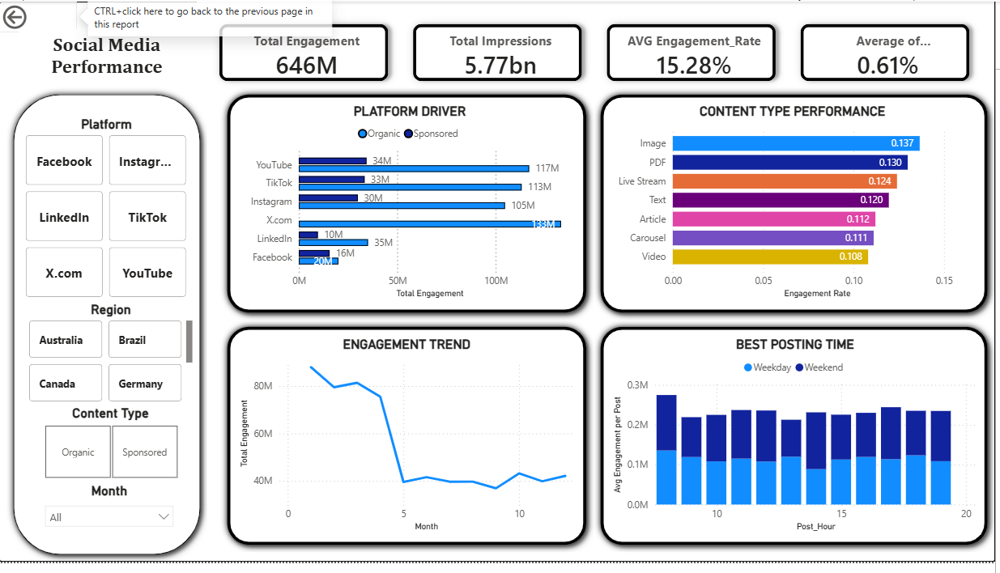 CTRL+click here to go back to the previous page in
this report
Social Media
Performance
Total Engagement
646M
Total Impressions
5.77bn
AVG Engagement_Rate
15.28%
Average of...
0.61%
Platform
Facebook
Instagr...
LinkedIn
TikTok
X.com
YouTube
Region
Australia
Brazil
Canada
Germany
Content Type
Organic
Sponsored
Month
All
PLATFORM DRIVER
Organic Sponsored
YouTube
34M
117M
TikTok
33M
113M
Instagram
30M
105M
X.com
133M
LinkedIn
10M
35M
Facebook
16M
20M
0M 50M 100M
Total Engagement
CONTENT TYPE PERFORMANCE
Image 0.137
PDF 0.130
Live Stream 0.124
Text 0.120
Article 0.112
Carousel 0.111
Video 0.108
0.00 0.05 0.10 0.15
Engagement Rate
ENGAGEMENT TREND
Total Engagement
80M
60M
40M
0 5 10
Month
BEST POSTING TIME
Weekday Weekend
Avg Engagement per Post
0.3M
0.2M
0.1M
0.0M
10 15 20
Post_Hour